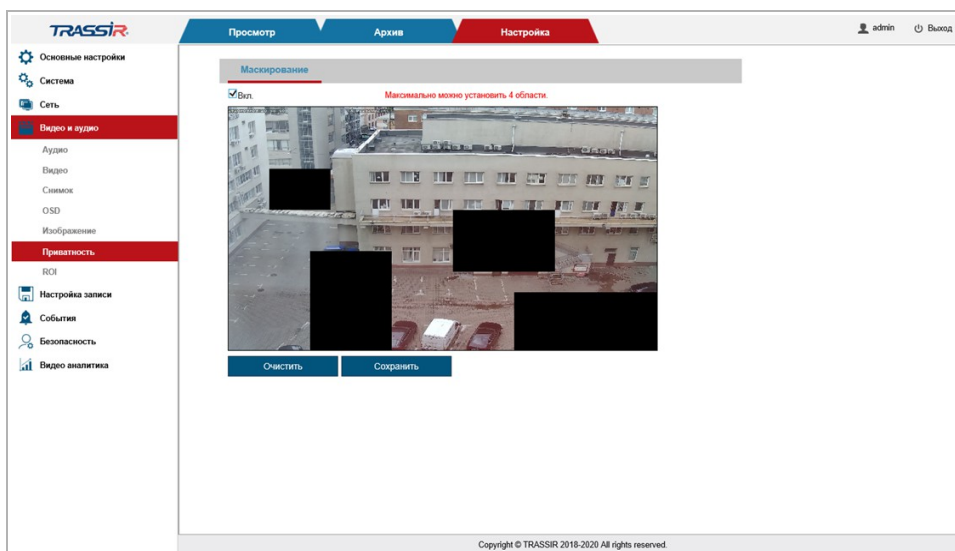 TRASSIR
Просмотр
Архив
Настройка
admin
Выход
Основные настройки
Система
Сеть
Видео и аудио
Аудио
Видео
Снимок
OSD
Изображение
Приватность
ROI
Настройка записи
События
Безопасность
Видео аналитика
Маскирование
Вкл.
Максимально можно установить 4 области.
Очистить
Сохранить
Copyright © TRASSIR 2018-2020 All rights reserved.